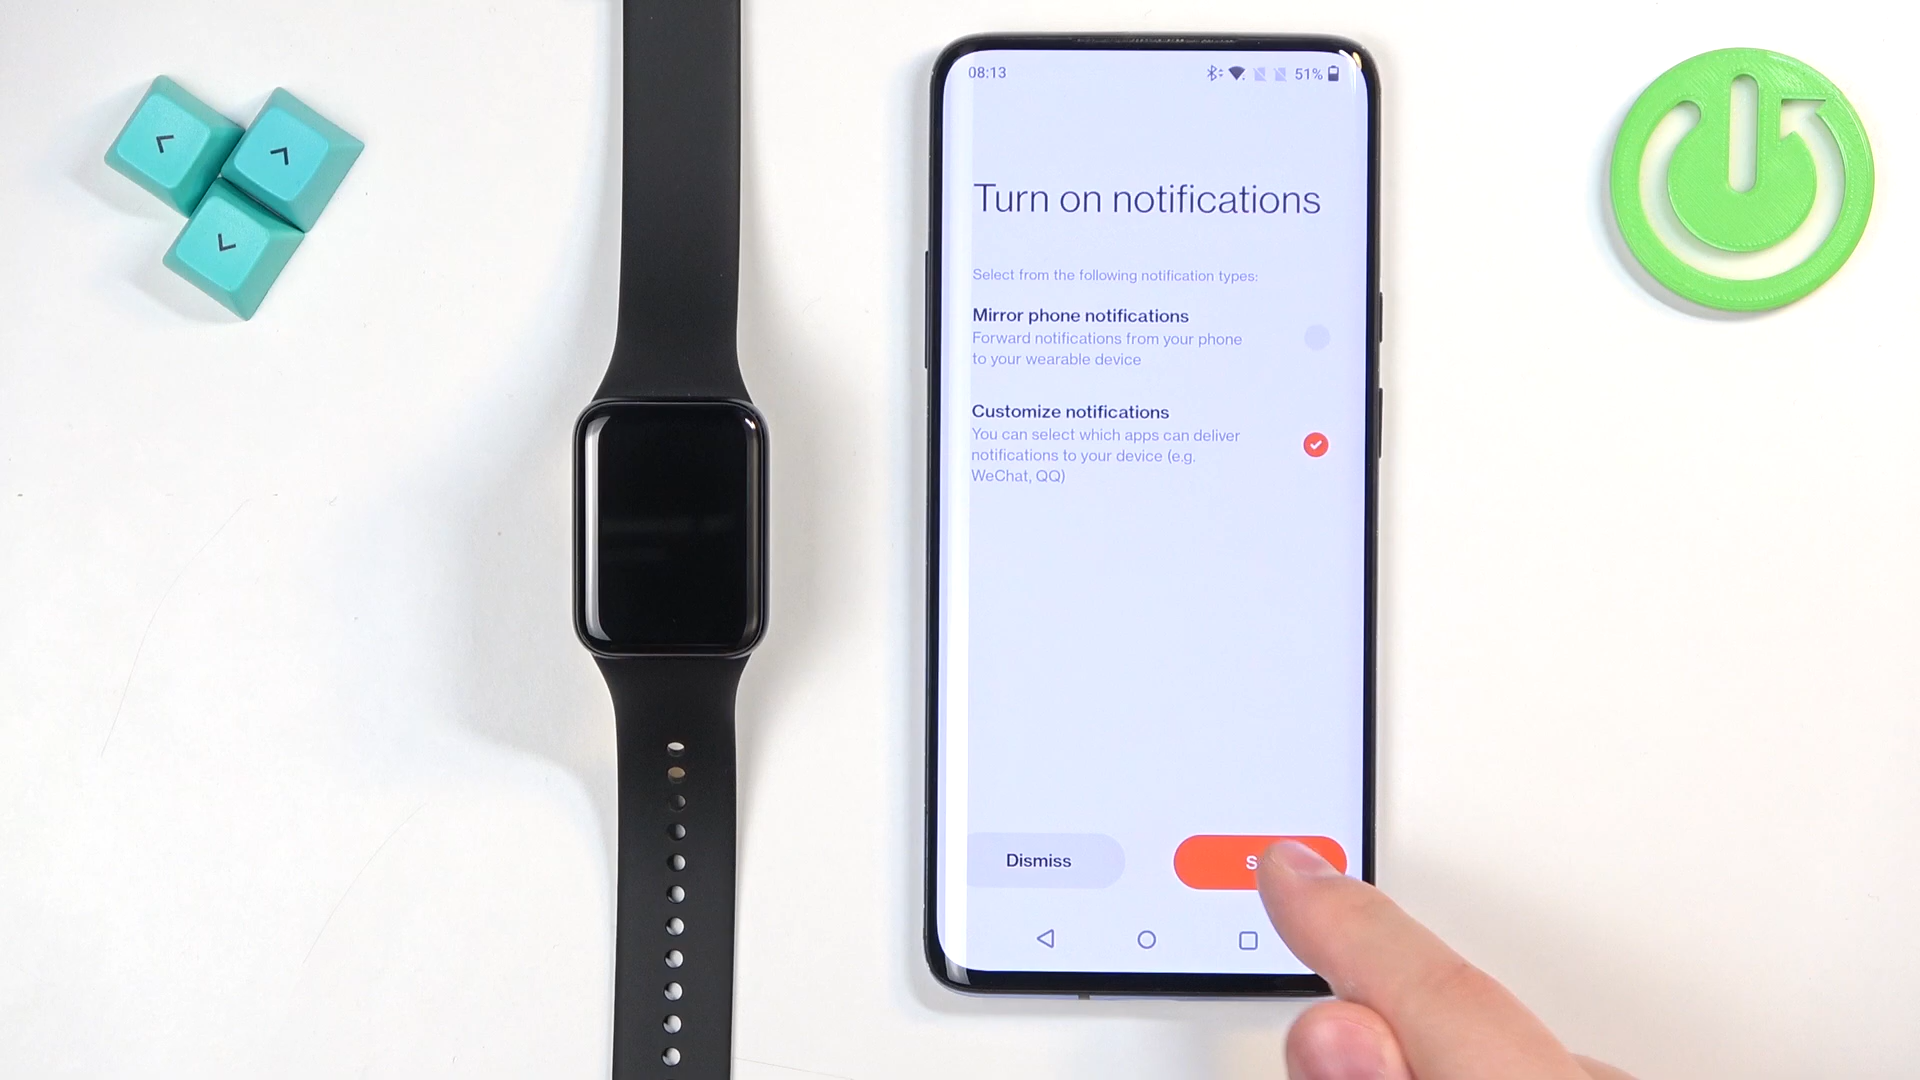 08:13
51%
Turn on notifications
Select from the following notification types:
Mirror phone notifications
Forward notifications from your phone
to your wearable device
Customize notifications
You can select which apps can deliver
notifications to your device (e.g.
WeChat, QQ)
Dismiss